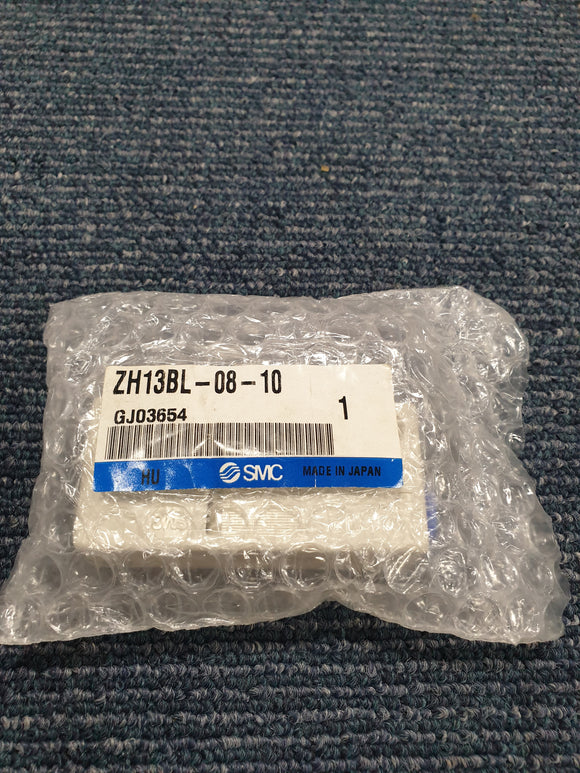 ZH13BL-08-10
GJ03654
1
HU SMC MADE IN JAPAN